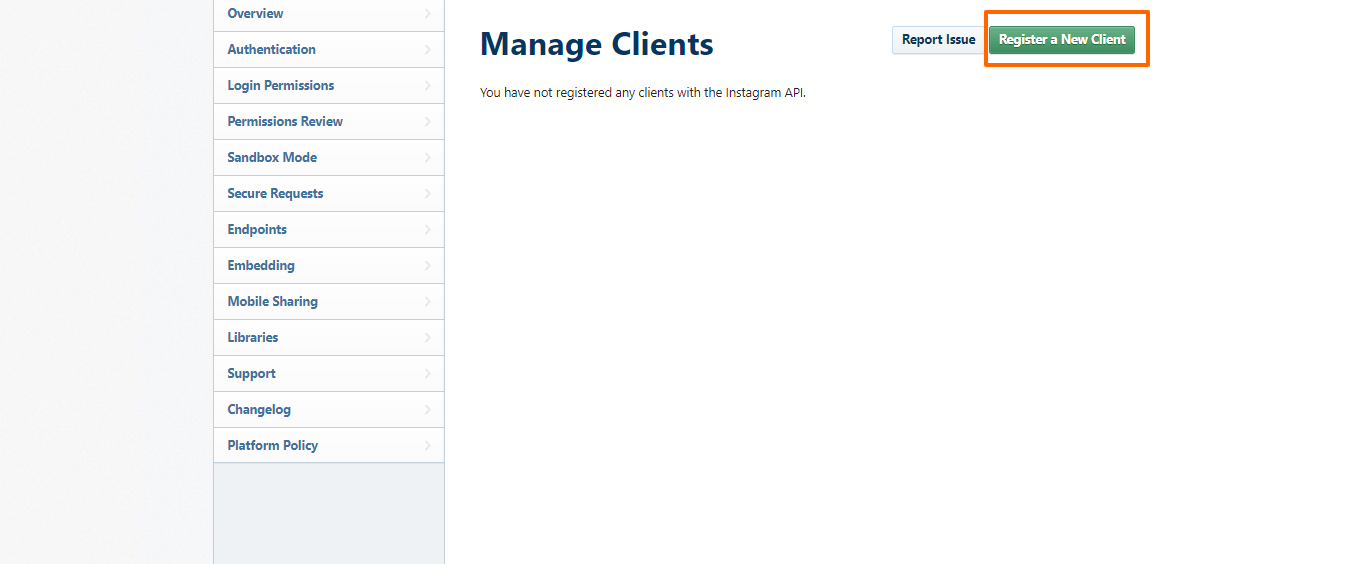 Overview
Authentication
Login Permissions
Permissions Review
Sandbox Mode
Secure Requests
Endpoints
Embedding
Mobile Sharing
Libraries
Support
Changelog
Platform Policy
Manage Clients
Report Issue
Register a New Client
You have not registered any clients with the Instagram API.